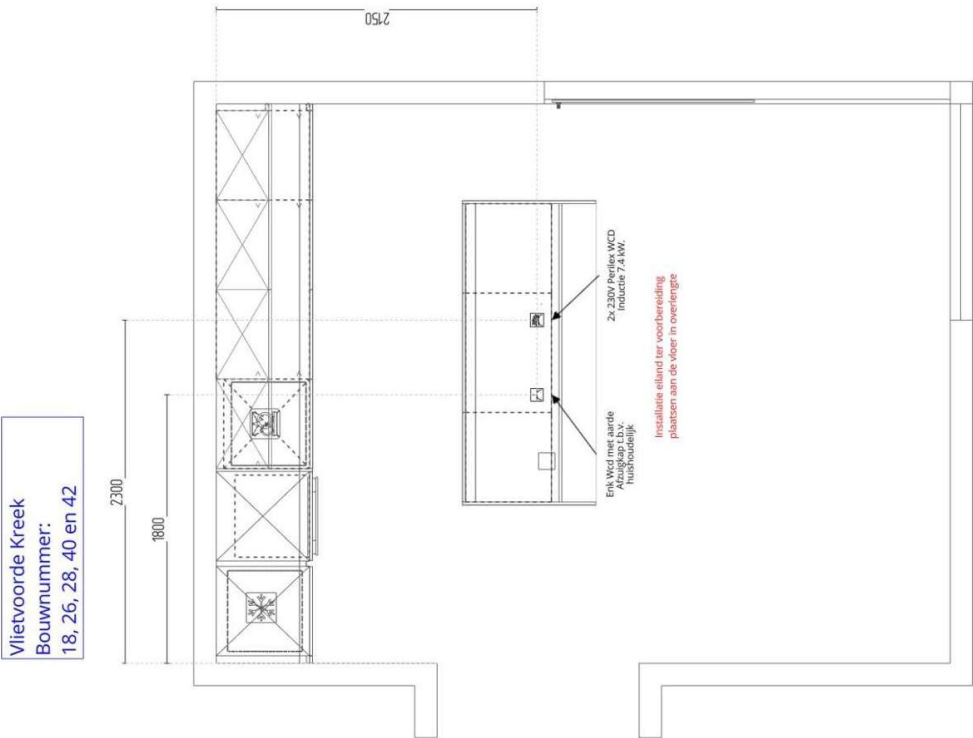 Vlietvoorde Kreek
Bouwnummer:
18, 26, 28, 40 en 42
2300
1800
2150
2x 230V Perilex WCD
Inductie 7.4 kW.
Enk Wcd met aarde
Afzuigkap t.b.v.
huishoudelijk
Installatie eiland ter voorbereiding
plaatsen aan de vloer in overlengte